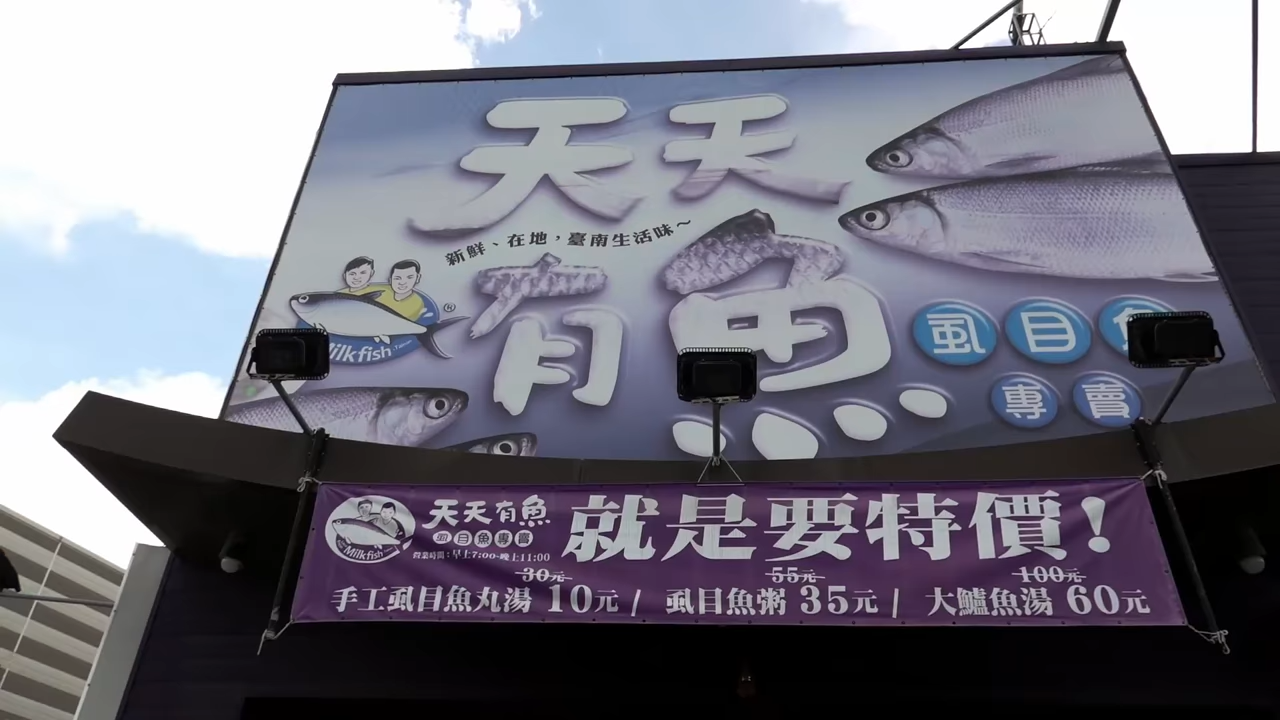 天天
新鮮、在地，臺南生活味~
有魚
®
Milkfish Taiwan
虱目
專賣
天天有魚
虱目魚專賣
營業時間：早上7:00-晚上11:00
Milkfish
就是要特價！
30元 55元 100元
手工虱目魚丸湯 10元 / 虱目魚粥 35元 / 大鱸魚湯 60元